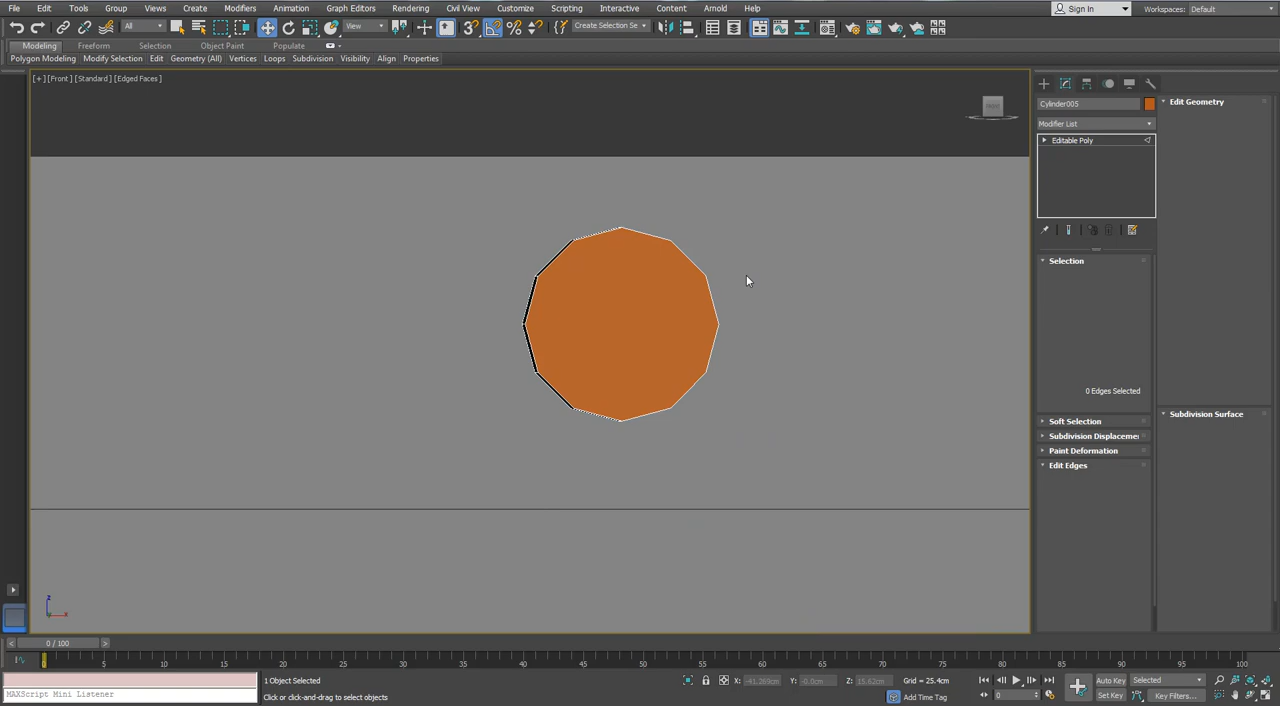 File Edit Tools Group Views Create Modifiers Animation Graph Editors Rendering Civil View Customize Scripting Interactive Content Arnold Help Sign In Workspaces: Default
All View Create Selection Se
Modeling Freeform Selection Object Paint Populate
Polygon Modeling Modify Selection Edit Geometry (All) Vertices Loops Subdivision Visibility Align Properties
[+] [Front] [Standard] [Edged Faces]
FRONT
Cylinder005
Modifier List
Editable Poly
Selection
0 Edges Selected
Soft Selection
Subdivision Displaceme
Paint Deformation
Edit Edges
Edit Geometry
Subdivision Surface
z
x
< 0 / 100 >
0 5 10 15 20 25 30 35 40 45 50 55 60 65 70 75 80 85 90 95 100
1 Object Selected
MAXScript Mini Listener
Click or click-and-drag to select objects
X: -41.269cm Y: -0.0cm Z: 15.62cm Grid = 25.4cm
Add Time Tag
0
Auto Key Selected
Set Key Key Filters...